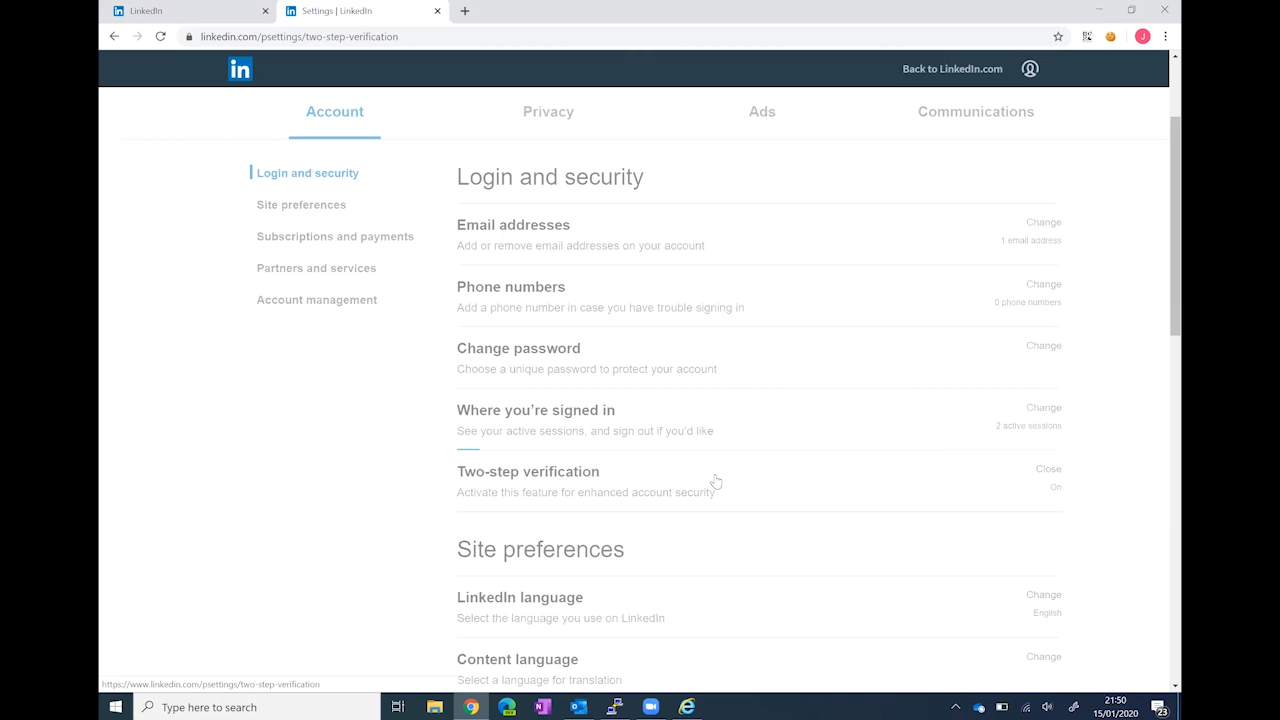 LinkedIn
Settings | LinkedIn
linkedin.com/psettings/two-step-verification
J
in
Back to LinkedIn.com
Account
Privacy
Ads
Communications
Login and security
Site preferences
Subscriptions and payments
Partners and services
Account management
Login and security
Email addresses
Change
Add or remove email addresses on your account
1 email address
Phone numbers
Change
Add a phone number in case you have trouble signing in
0 phone numbers
Change password
Change
Choose a unique password to protect your account
Where you’re signed in
Change
See your active sessions, and sign out if you’d like
2 active sessions
Two-step verification
Close
Activate this feature for enhanced account security
On
Site preferences
LinkedIn language
Change
Select the language you use on LinkedIn
English
Content language
Change
Select a language for translation
https://www.linkedin.com/psettings/two-step-verification
Type here to search
21:50
15/01/2020
23